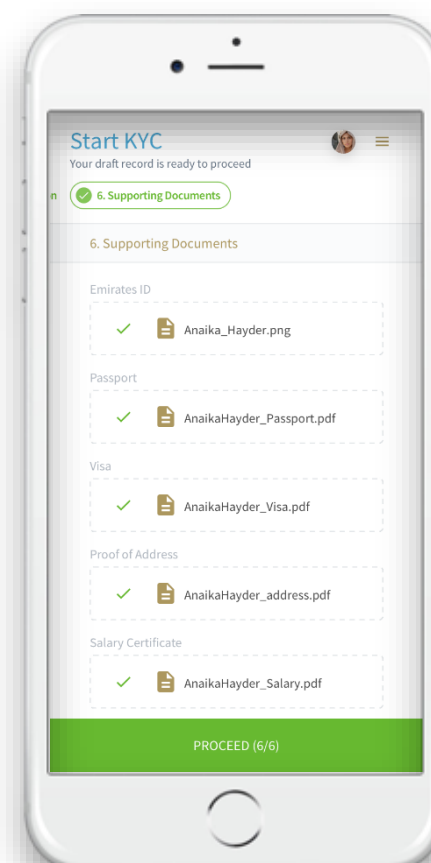 Start KYC
Your draft record is ready to proceed
n
6. Supporting Documents
6. Supporting Documents
Emirates ID
Anaika_Hayder.png
Passport
AnaikaHayder_Passport.pdf
Visa
AnaikaHayder_Visa.pdf
Proof of Address
AnaikaHayder_address.pdf
Salary Certificate
AnaikaHayder_Salary.pdf
PROCEED (6/6)